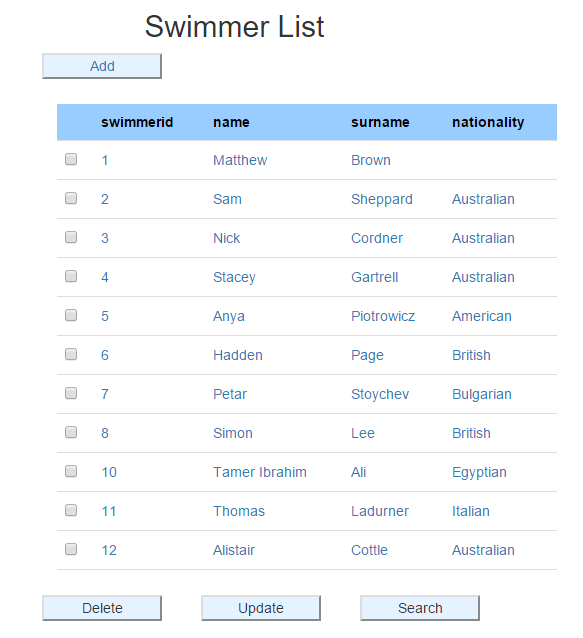 Swimmer List
Add
swimmerid name surname nationality
1 Matthew Brown
2 Sam Sheppard Australian
3 Nick Cordner Australian
4 Stacey Gartrell Australian
5 Anya Piotrowicz American
6 Hadden Page British
7 Petar Stoychev Bulgarian
8 Simon Lee British
10 Tamer Ibrahim Ali Egyptian
11 Thomas Ladurner Italian
12 Alistair Cottle Australian
Delete Update Search